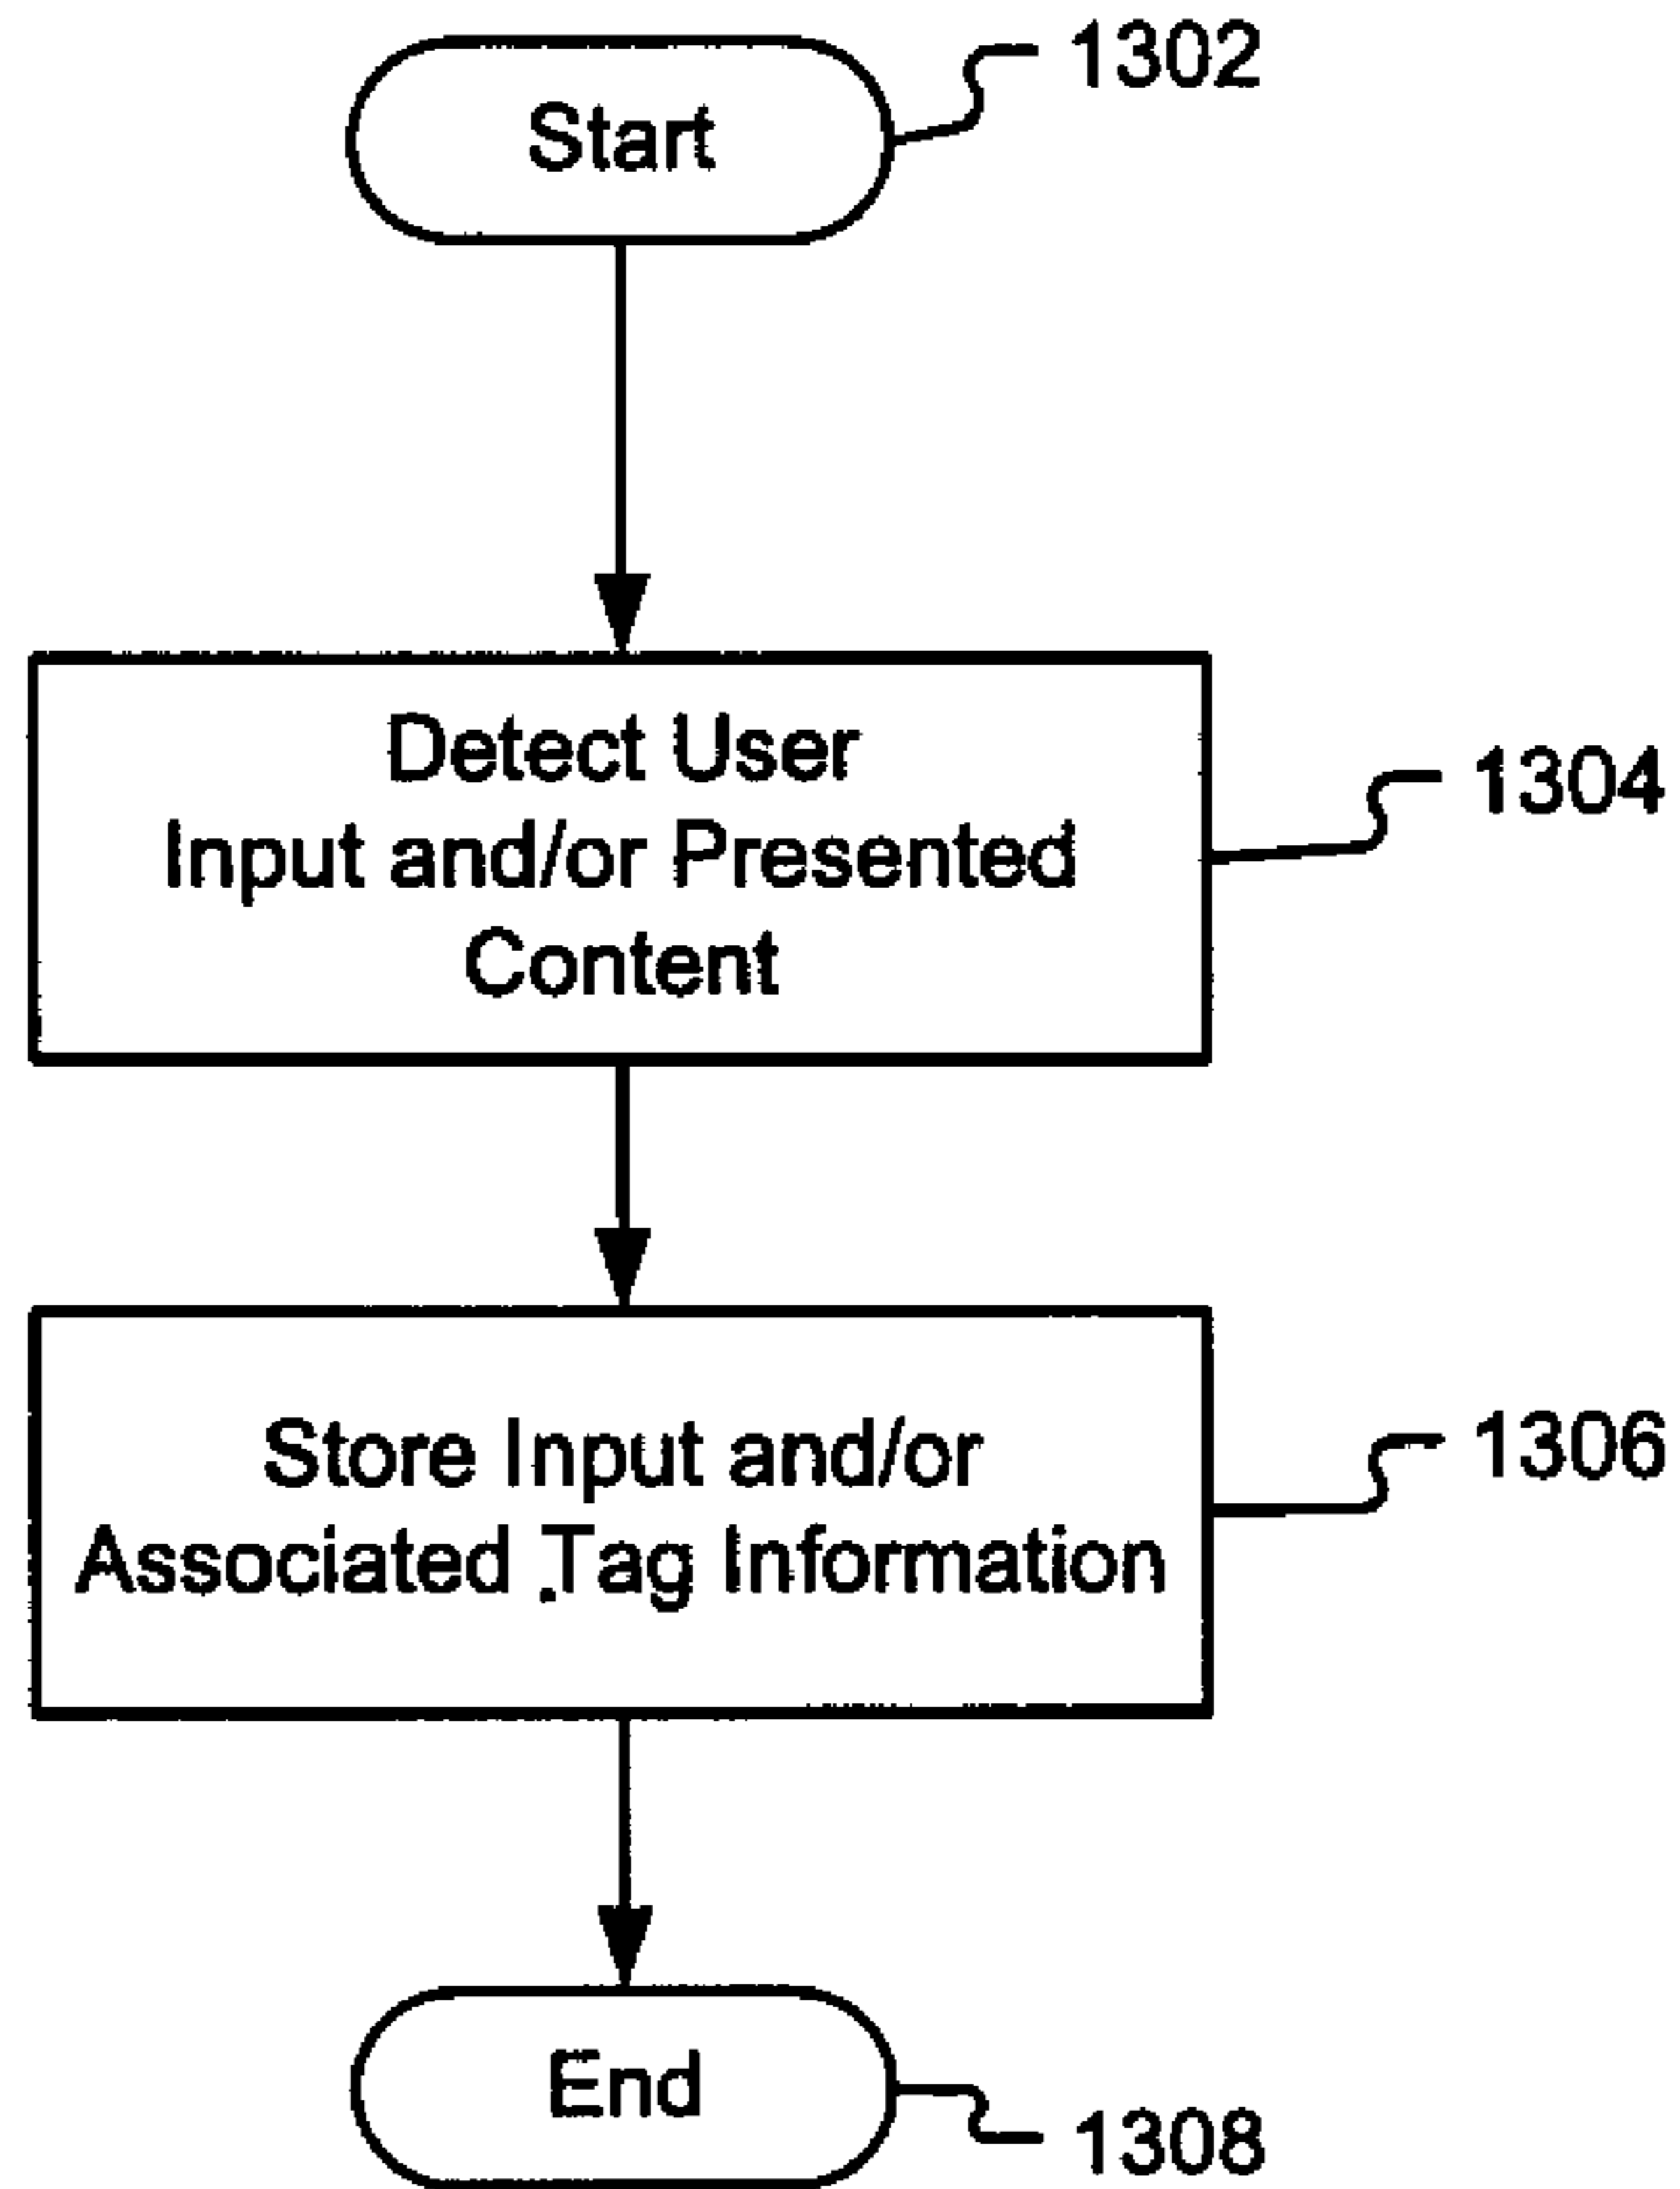 Start
1302
Detect User
Input and/or Presented
Content
1304
Store Input and/or
Associated Tag Information
1306
End
1308